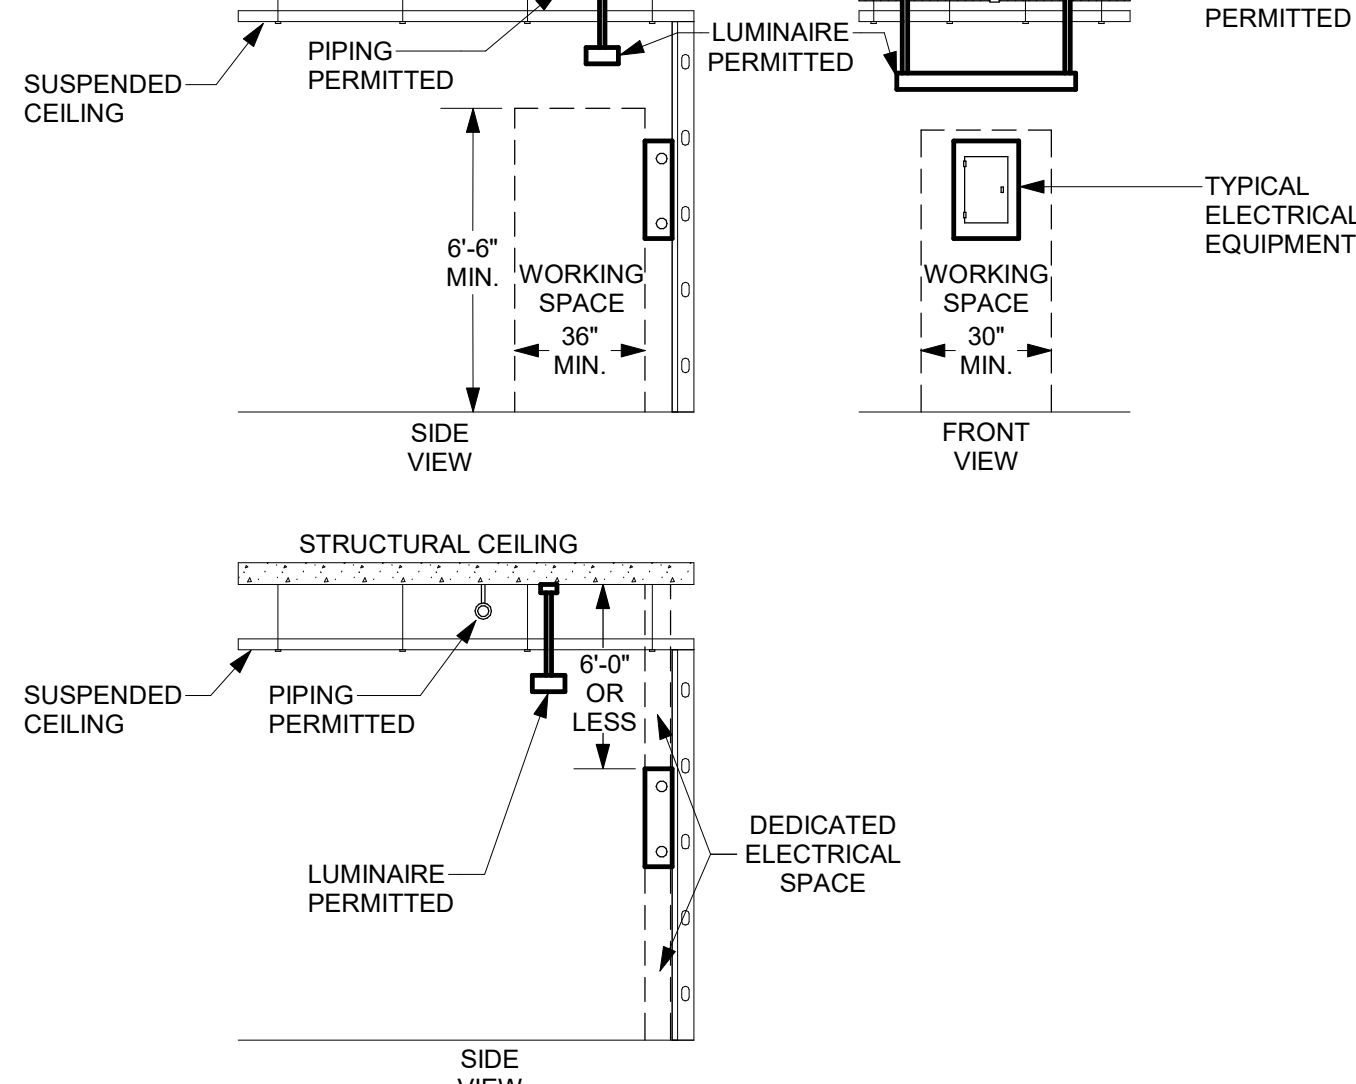 PERMITTED
LUMINAIRE
PERMITTED
PIPING
PERMITTED
SUSPENDED
CEILING
TYPICAL
ELECTRICAL
EQUIPMENT
6'-6"
MIN.
WORKING
SPACE
36"
MIN.
WORKING
SPACE
30"
MIN.
SIDE
VIEW
FRONT
VIEW
STRUCTURAL CEILING
SUSPENDED
CEILING
PIPING
PERMITTED
6'-0"
OR
LESS
LUMINAIRE
PERMITTED
DEDICATED
ELECTRICAL
SPACE
SIDE
VIEW